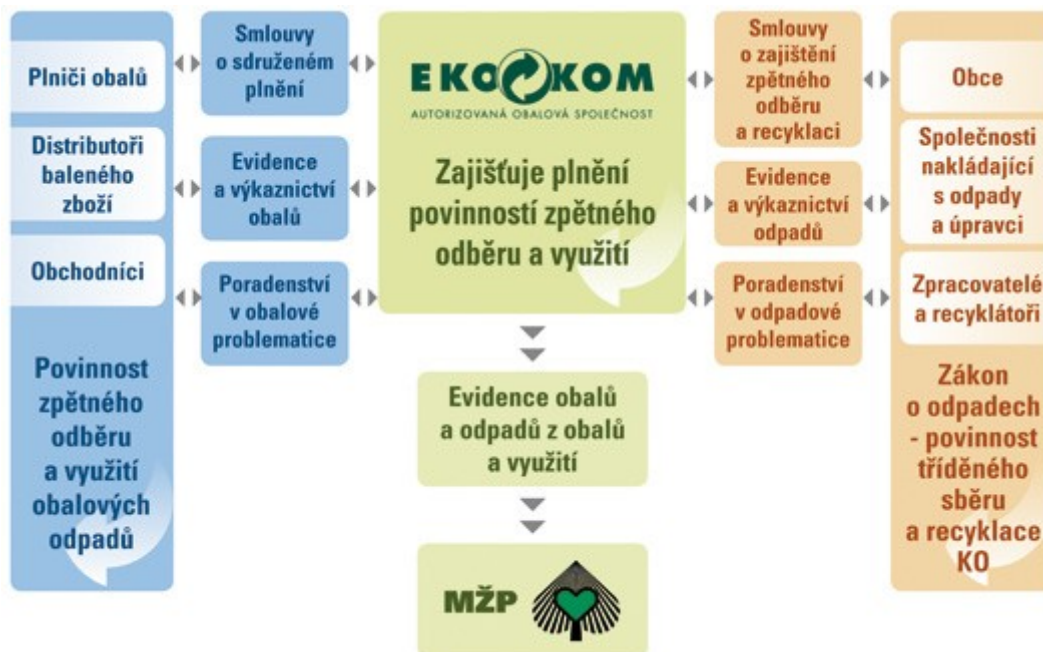 Plniči obalů
Distributoři
baleného
zboží
Obchodníci
Povinnost
zpětného
odběru
a využití
obalových
odpadů
Smlouvy
o sdruženém
plnění
Evidence
a výkaznictví
obalů
Poradenství
v obalové
problematice
EKO KOM
AUTORIZOVANÁ OBALOVÁ SPOLEČNOST
Zajišťuje plnění
povinností zpětného
odběru a využití
Evidence obalů
a odpadů z obalů
a využití
MŽP
Smlouvy
o zajištění
zpětného
odběru
a recyklaci
Evidence
a výkaznictví
odpadů
Poradenství
v odpadové
problematice
Obce
Společnosti
nakládající
s odpady
a úpravci
Zpracovatelé
a recyklátoři
Zákon
o odpadech
- povinnost
tříděného
sběru
a recyklace
KO